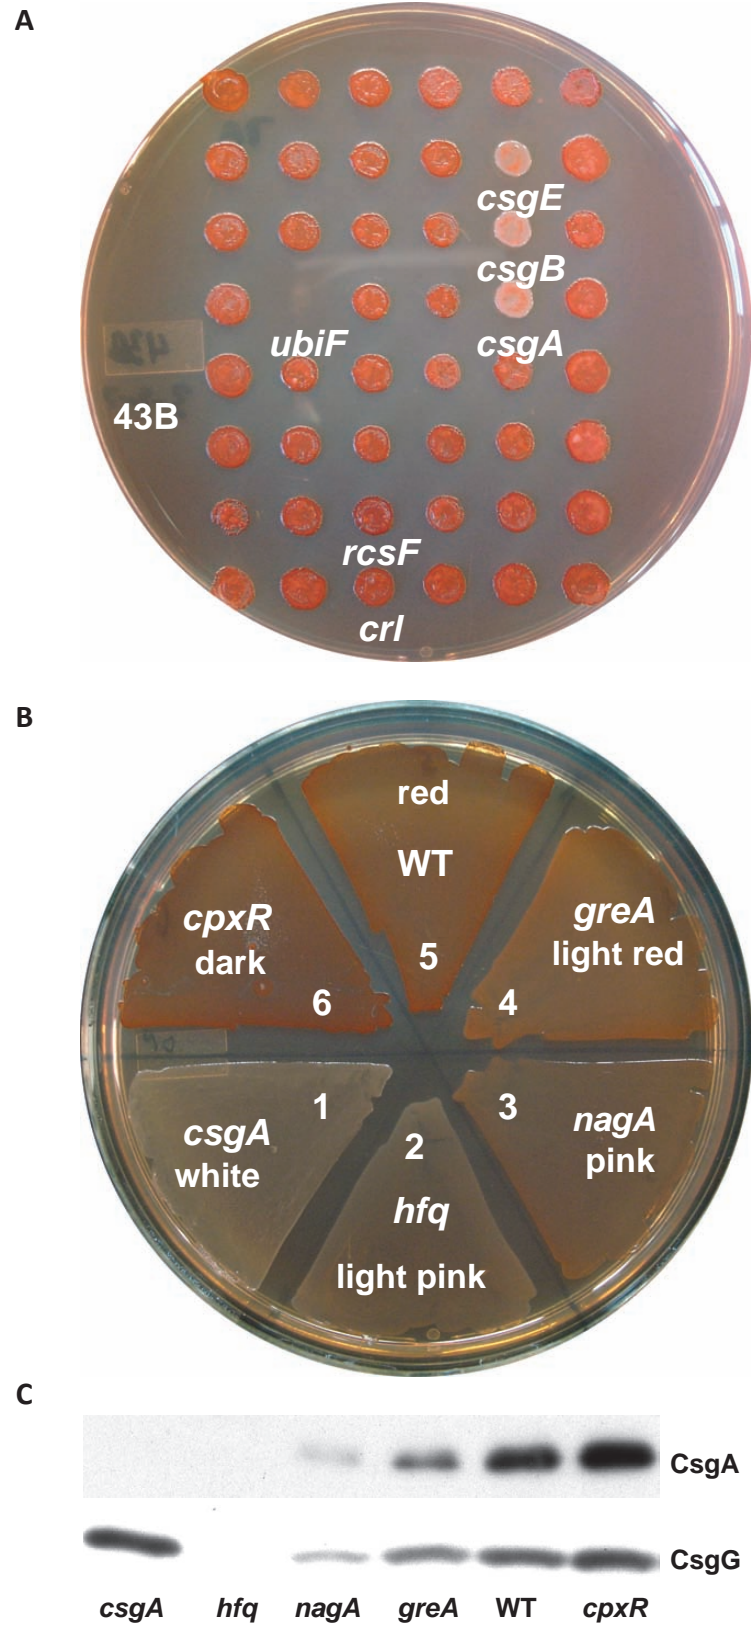 A
csgE
csgB
ubiF
csgA
43B
rcsF
crl
B
red
WT
5
cpxR
dark
6
greA
light red
4
1
csgA
white
2
hfq
light pink
3
nagA
pink
C
CsgA
CsgG
csgA hfq nagA greA WT cpxR